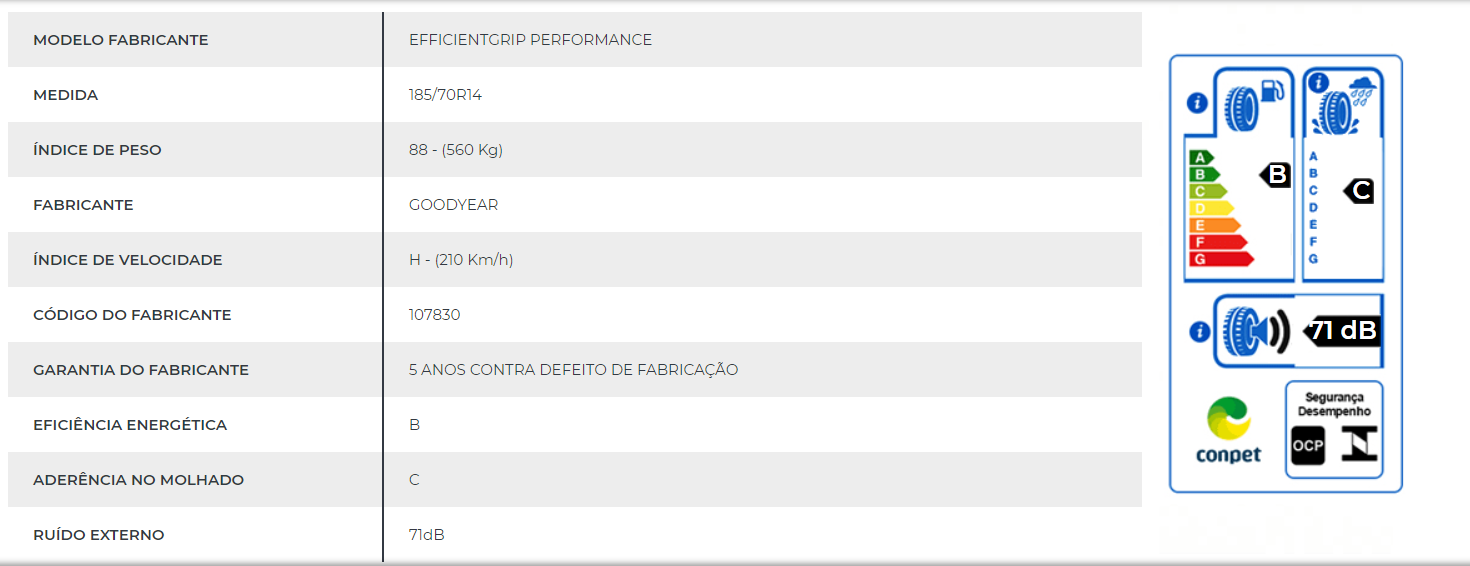 MODELO FABRICANTE EFFICIENTGRIP PERFORMANCE
MEDIDA 185/70R14
ÍNDICE DE PESO 88 - (560 Kg)
FABRICANTE GOODYEAR
ÍNDICE DE VELOCIDADE H - (210 Km/h)
CÓDIGO DO FABRICANTE 107830
GARANTIA DO FABRICANTE 5 ANOS CONTRA DEFEITO DE FABRICAÇÃO
EFICIÊNCIA ENERGÉTICA B
ADERÊNCIA NO MOLHADO C
RUÍDO EXTERNO 71dB
i
i
A
B
C
D
E
F
G
B
A
B
C
D
E
F
G
C
i
71 dB
conpet
Segurança
Desempenho
OCP